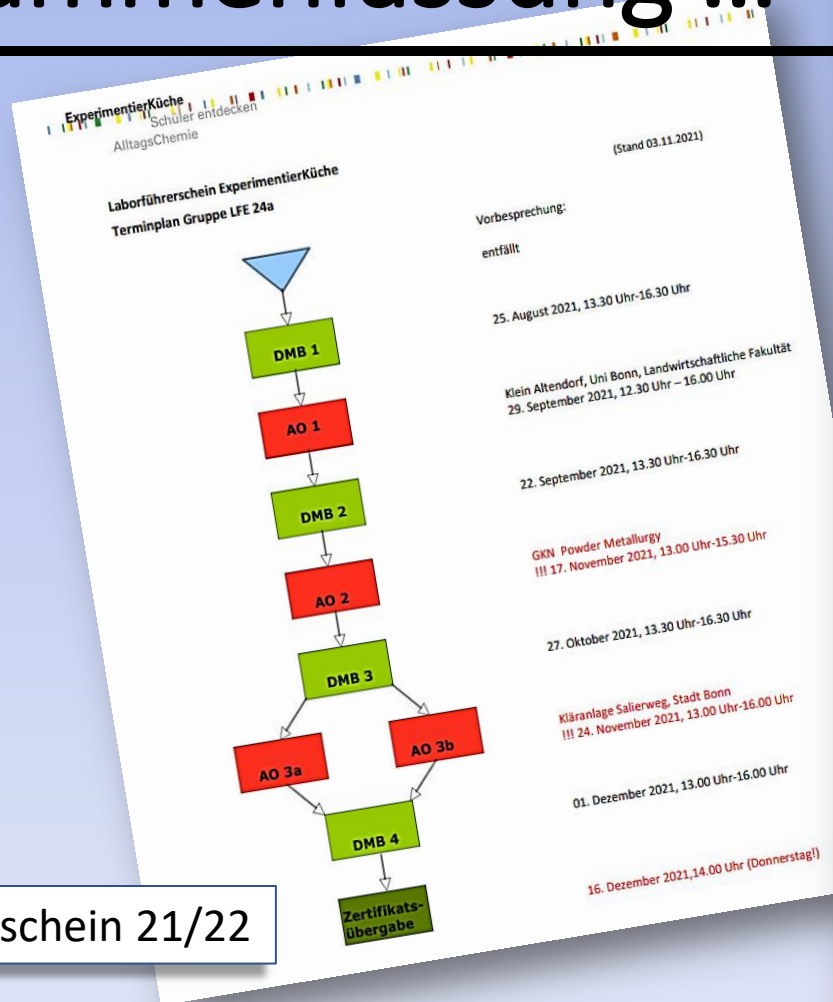 ExperimentierKüche
Schüler entdecken
AlltagsChemie
(Stand 03.11.2021)
Laborführerschein ExperimentierKüche
Terminplan Gruppe LFE 24a
Vorbesprechung:
entfällt
DMB 1
25. August 2021, 13.30 Uhr-16.30 Uhr
AO 1
Klein Altendorf, Uni Bonn, Landwirtschaftliche Fakultät
29. September 2021, 12.30 Uhr – 16.00 Uhr
DMB 2
22. September 2021, 13.30 Uhr-16.30 Uhr
AO 2
GKN Powder Metallurgy
!!! 17. November 2021, 13.00 Uhr-15.30 Uhr
DMB 3
27. Oktober 2021, 13.30 Uhr-16.30 Uhr
AO 3a
AO 3b
Kläranlage Salierweg, Stadt Bonn
!!! 24. November 2021, 13.00 Uhr-16.00 Uhr
DMB 4
01. Dezember 2021, 13.00 Uhr-16.00 Uhr
Zertifikats-
übergabe
16. Dezember 2021,14.00 Uhr (Donnerstag!)
schein 21/22